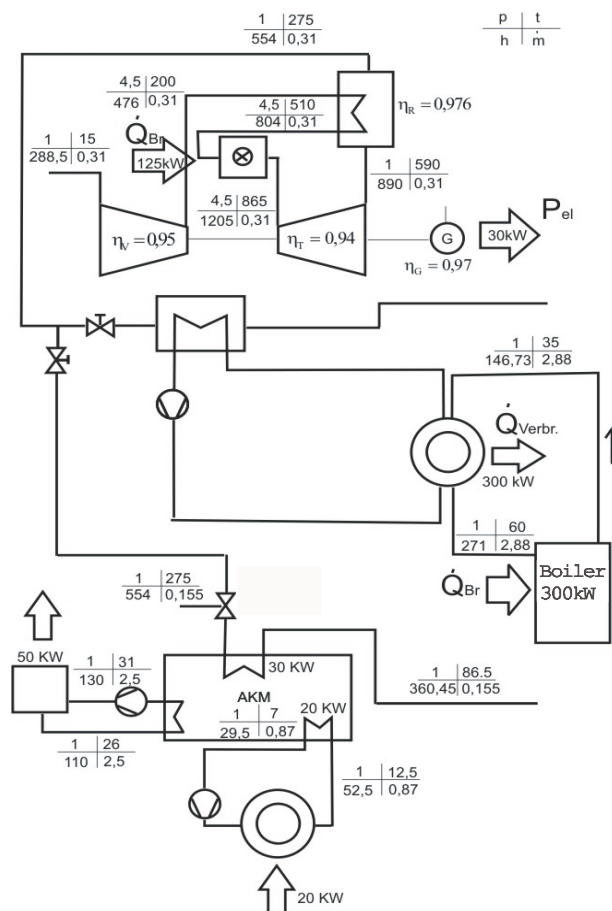 1 275
554 0,31
p t
h ṁ
4,5 200
476 0,31
4,5 510
804 0,31
η_R = 0,976
1 15
288,5 0,31
Q̇_Br
125kW
1 590
890 0,31
4,5 865
1205 0,31
η_V = 0,95
η_T = 0,94
G
η_G = 0,97
P_el
30kW
1 35
146,73 2,88
Q̇_Verbr.
300 kW
1 60
271 2,88
Q̇_Br
Boiler
300kW
1 275
554 0,155
50 KW
1 31
130 2,5
30 KW
AKM
1 7
29,5 0,87
20 KW
1 86.5
360,45 0,155
1 26
110 2,5
1 12,5
52,5 0,87
20 KW